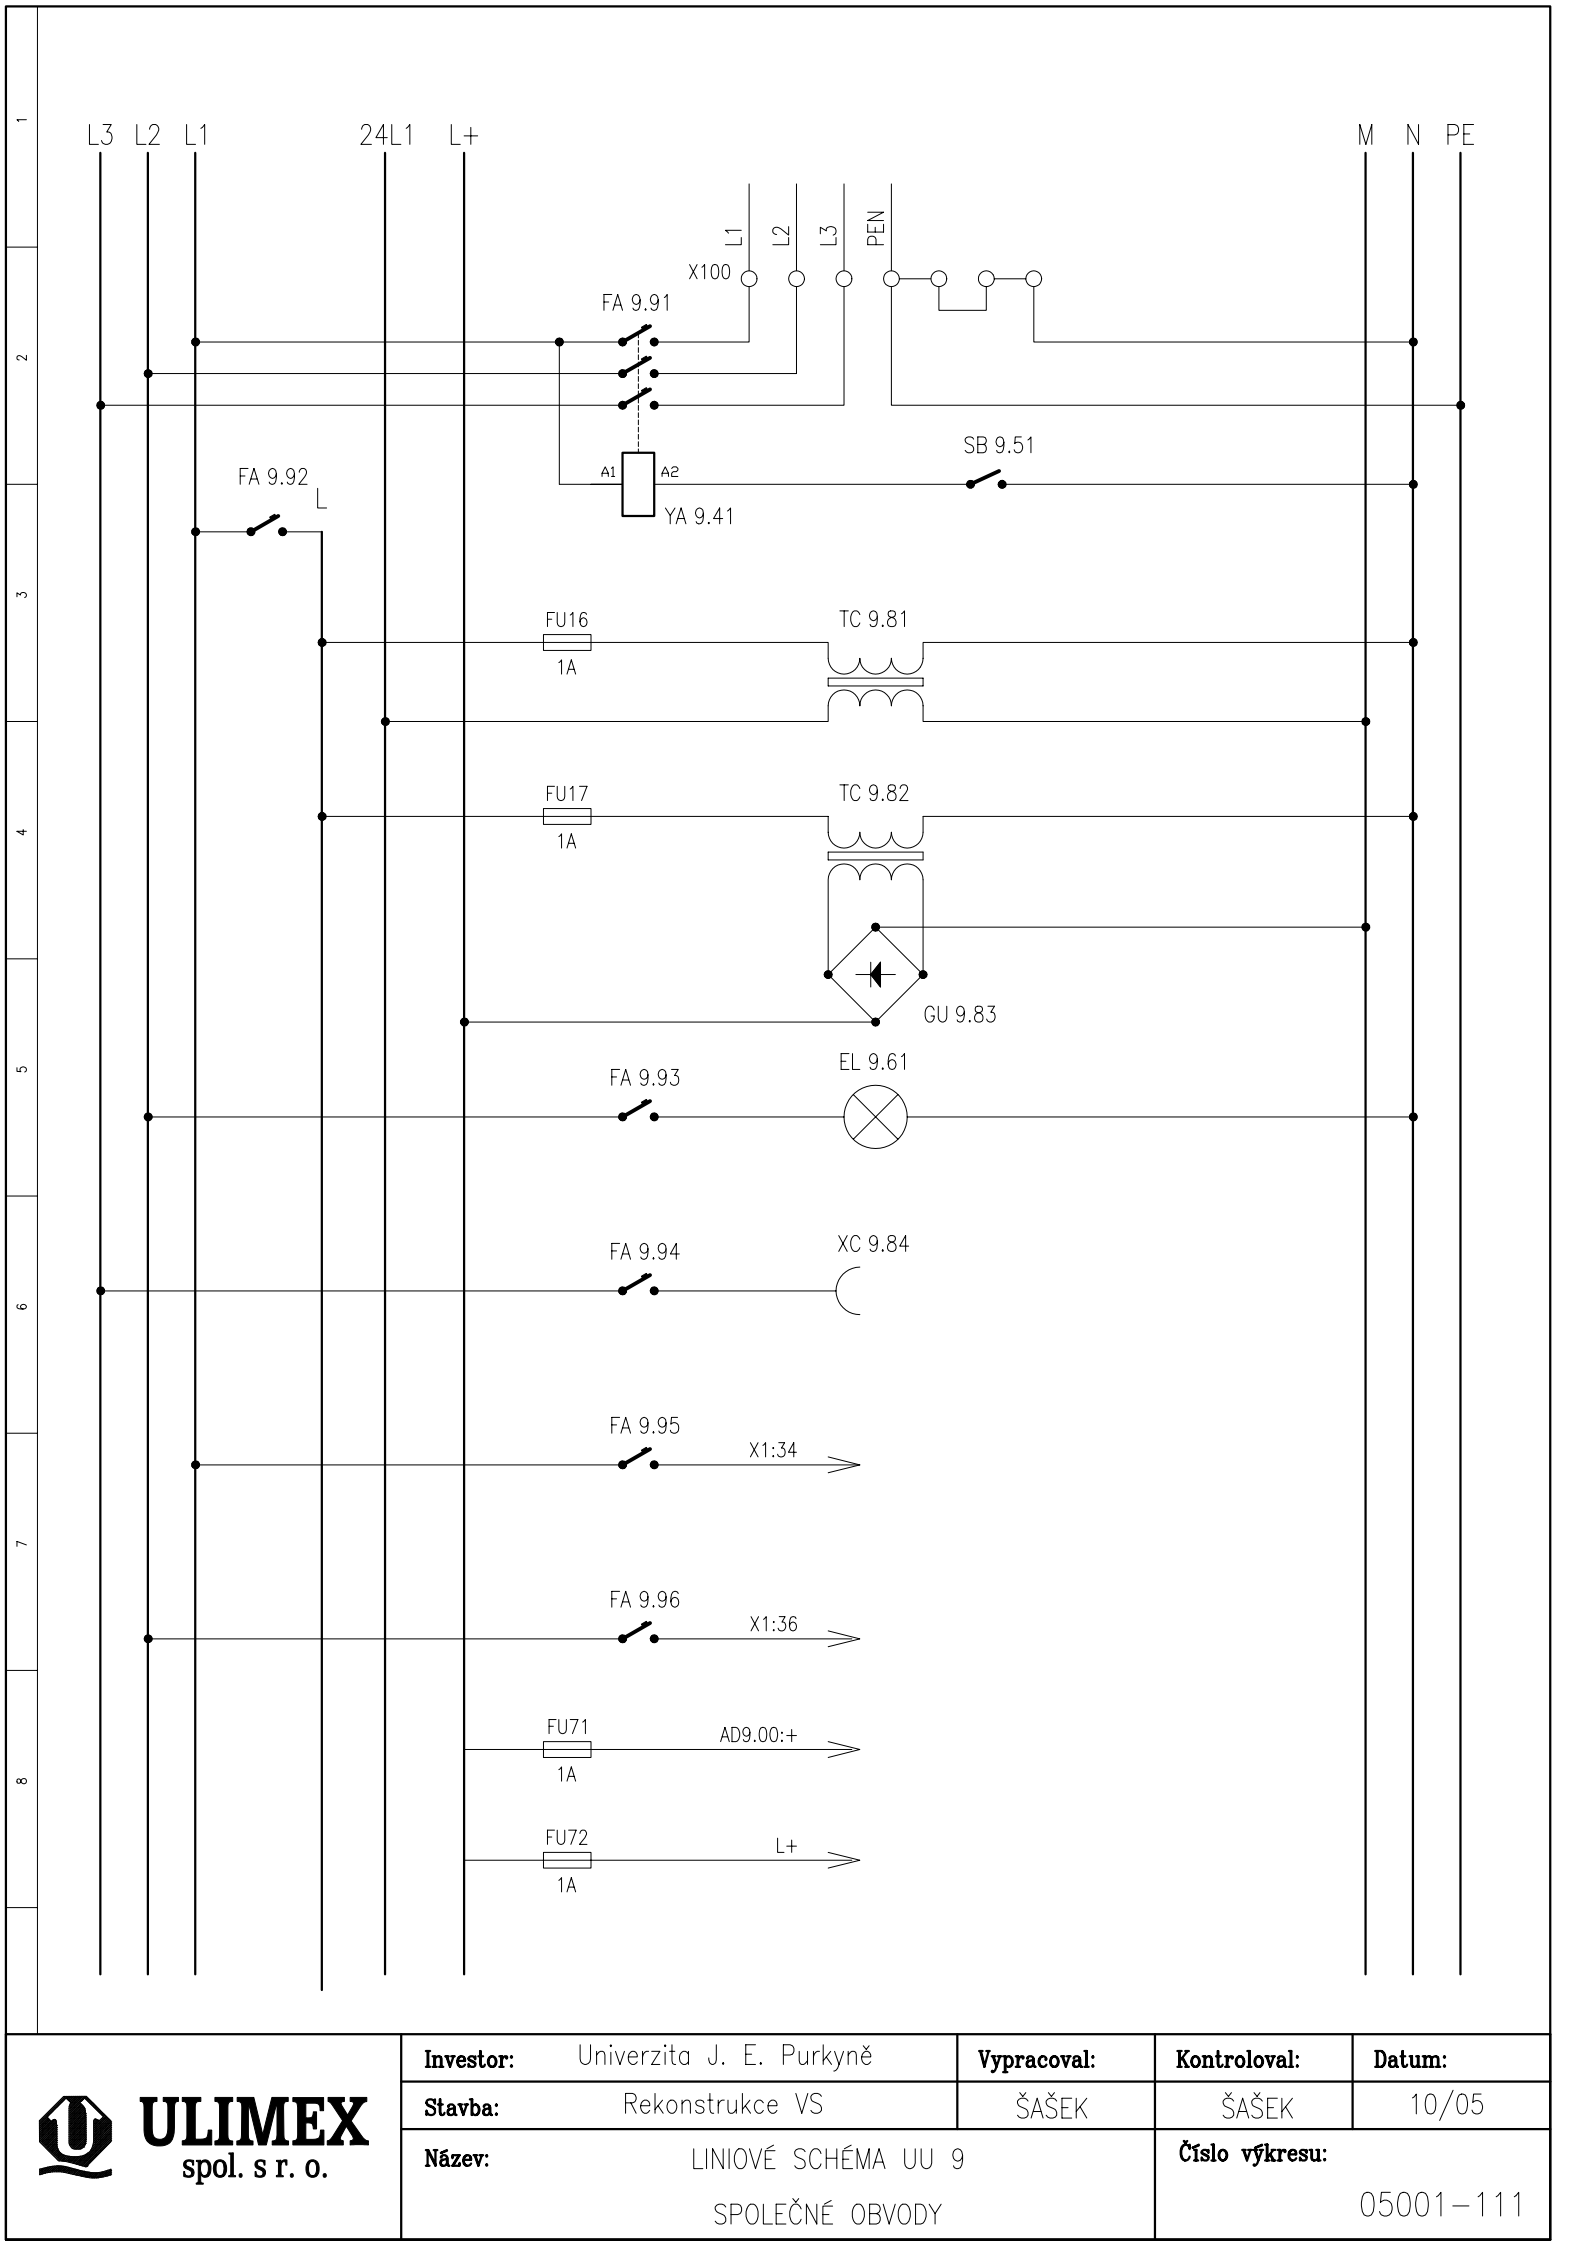 L3 L2 L1 24L1 L+ M N PE
1
L1 L2 L3 PEN
X100
FA 9.91
2
SB 9.51
A1 A2
FA 9.92
L
YA 9.41
3
FU16
1A
TC 9.81
FU17
1A
TC 9.82
4
GU 9.83
EL 9.61
FA 9.93
5
XC 9.84
FA 9.94
6
FA 9.95
X1:34
7
FA 9.96
X1:36
FU71
AD9.00:+
1A
8
FU72
L+
1A
ULIMEX
spol. s r. o.
Investor: Univerzita J. E. Purkyně
Vypracoval: Kontroloval: Datum:
Stavba: Rekonstrukce VS
ŠAŠEK ŠAŠEK 10/05
Název: LINIOVÉ SCHÉMA UU 9
SPOLEČNÉ OBVODY
Číslo výkresu:
05001-111